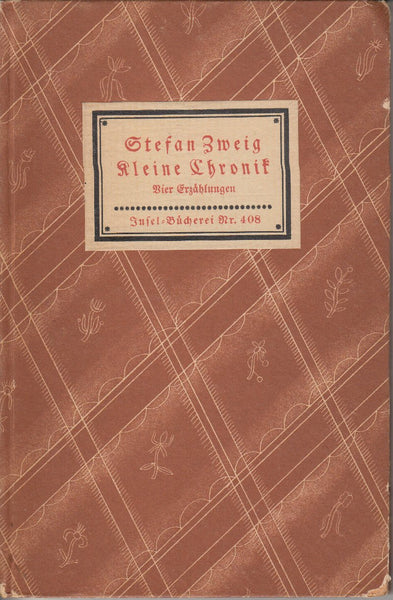 Stefan Zweig
Kleine Chronik
Vier Erzählungen
Insel-Bücherei Nr. 408